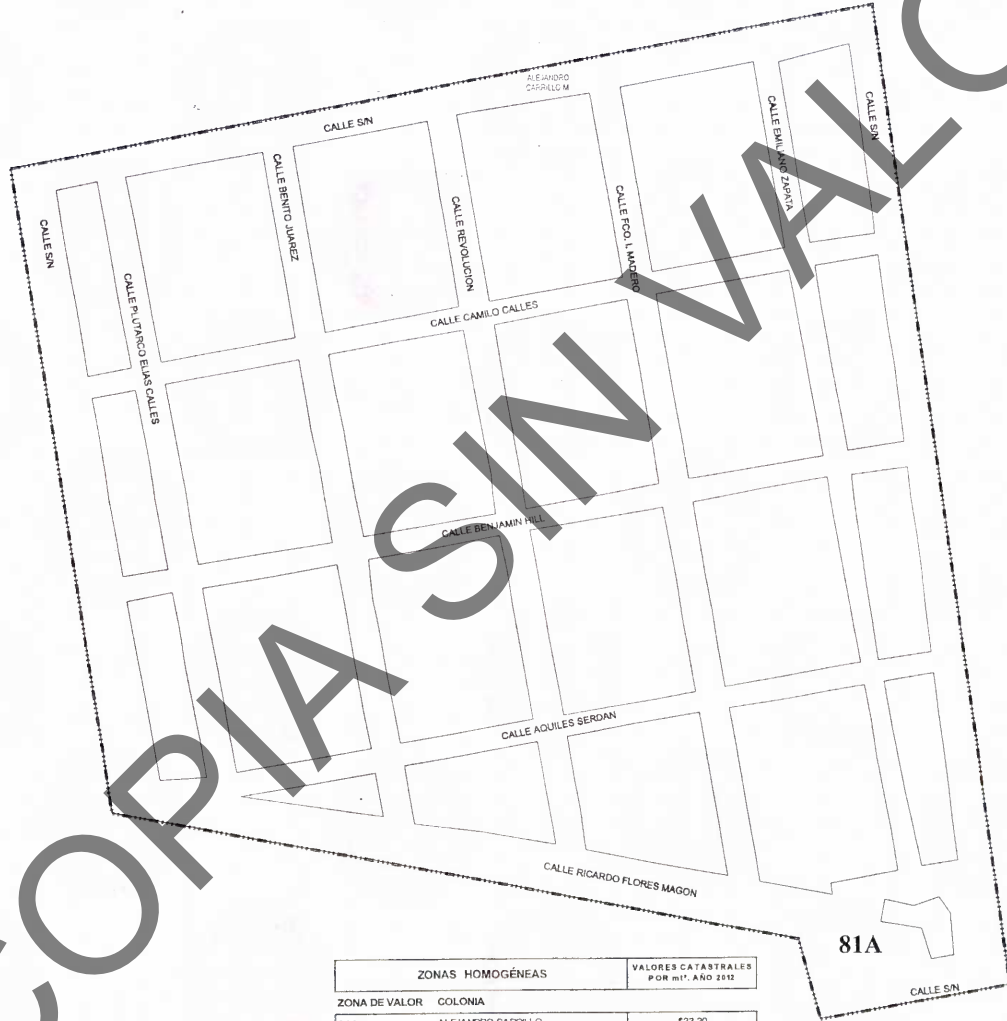 ALEJANDRO
CARRILLO M
CALLE S/N
CALLE S/N
CALLE S/N
CALLE EMILIANO ZAPATA
CALLE BENITO JUAREZ
CALLE REVOLUCION
CALLE FCO. I. MADERO
CALLE PLUTARCO ELIAS CALLES
CALLE CAMILO CALLES
CALLE BENJAMIN HILL
CALLE AQUILES SERDAN
CALLE RICARDO FLORES MAGON
81A
CALLE S/N
COPIA SIN VALO
ZONAS HOMOGÉNEAS VALORES CATASTRALES
POR mt². AÑO 2012
ZONA DE VALOR COLONIA